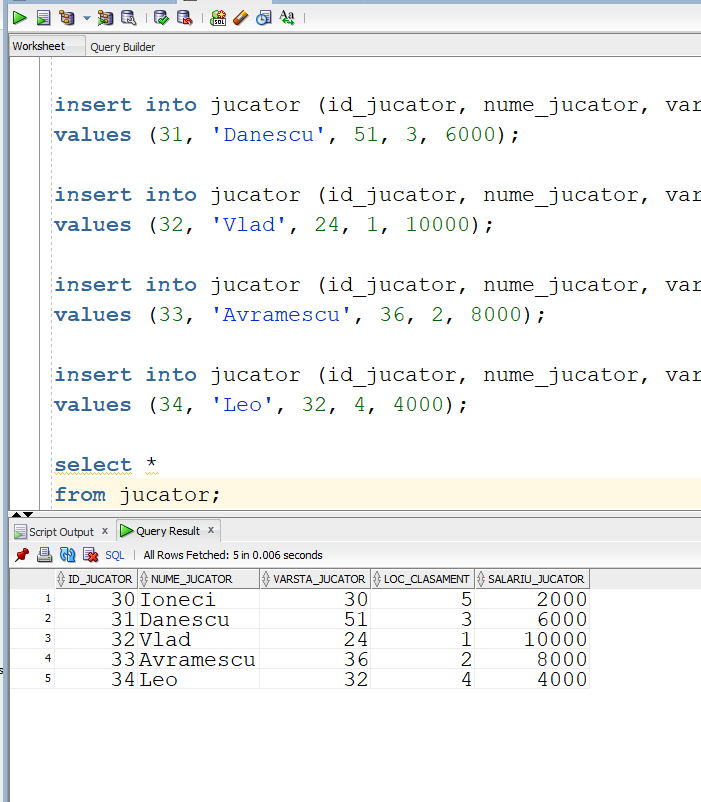 Worksheet Query Builder
insert into jucator (id_jucator, nume_jucator, var
values (31, 'Danescu', 51, 3, 6000);
insert into jucator (id_jucator, nume_jucator, var
values (32, 'Vlad', 24, 1, 10000);
insert into jucator (id_jucator, nume_jucator, var
values (33, 'Avramescu', 36, 2, 8000);
insert into jucator (id_jucator, nume_jucator, var
values (34, 'Leo', 32, 4, 4000);
select *
from jucator;
Script Output x Query Result x
SQL | All Rows Fetched: 5 in 0.006 seconds
ID_JUCATOR NUME_JUCATOR VARSTA_JUCATOR LOC_CLASAMENT SALARIU_JUCATOR
1 30 Ioneci 30 5 2000
2 31 Danescu 51 3 6000
3 32 Vlad 24 1 10000
4 33 Avramescu 36 2 8000
5 34 Leo 32 4 4000